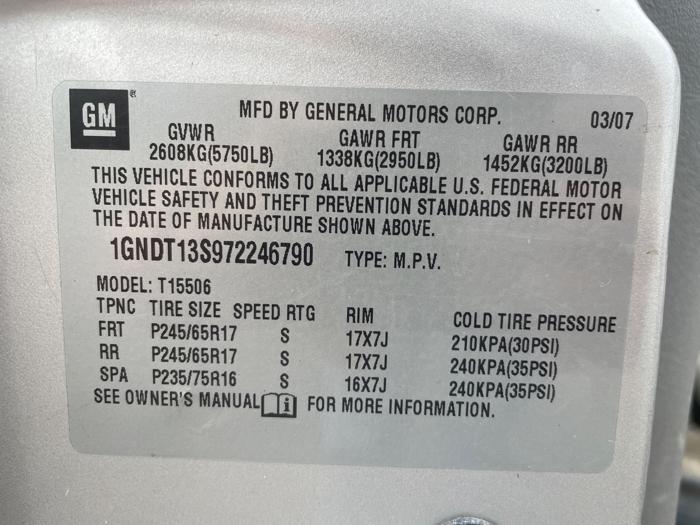 GM ® MFD BY GENERAL MOTORS CORP. 03/07
GVWR GAWR FRT GAWR RR
2608KG(5750LB) 1338KG(2950LB) 1452KG(3200LB)
THIS VEHICLE CONFORMS TO ALL APPLICABLE U.S. FEDERAL MOTOR
VEHICLE SAFETY AND THEFT PREVENTION STANDARDS IN EFFECT ON
THE DATE OF MANUFACTURE SHOWN ABOVE.
1GNDT13S972246790 TYPE: M.P.V.
MODEL: T15506
TPNC TIRE SIZE SPEED RTG RIM COLD TIRE PRESSURE
FRT P245/65R17 S 17X7J 210KPA(30PSI)
RR P245/65R17 S 17X7J 240KPA(35PSI)
SPA P235/75R16 S 16X7J 240KPA(35PSI)
SEE OWNER'S MANUAL i FOR MORE INFORMATION.